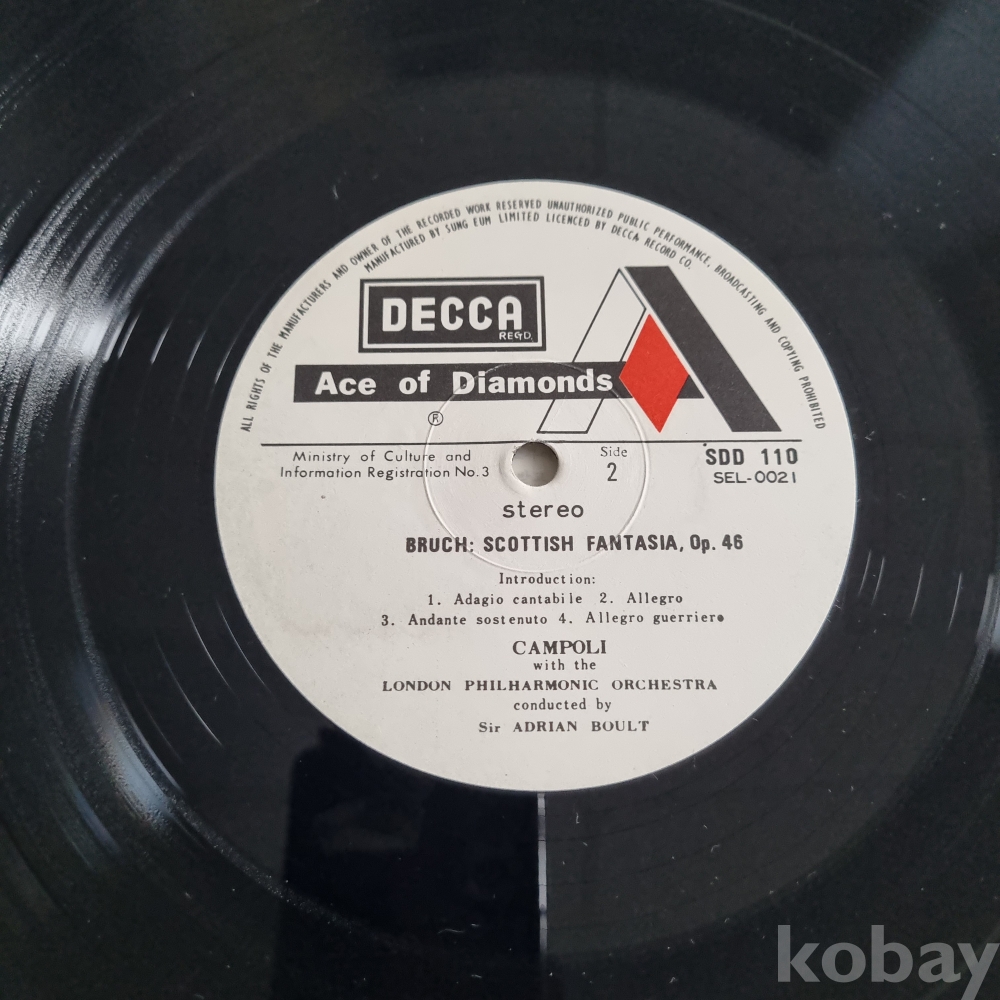 ALL RIGHTS OF THE MANUFACTURERS AND OWNER OF THE RECORDED WORK RESERVED UNAUTHORIZED PUBLIC PERFORMANCE, BROADCASTING AND COPYING PROHIBITED
MANUFACTURED BY SUNG EUM LIMITED LICENCED BY DECCA RECORD CO.
DECCA
REGD.
Ace of Diamonds
®
Ministry of Culture and
Information Registration No.3
Side
2
SDD 110
SEL-0021
stereo
BRUCH: SCOTTISH FANTASIA, Op. 46
Introduction:
1. Adagio cantabile 2. Allegro
3. Andante sostenuto 4. Allegro guerriero
CAMPOLI
with the
LONDON PHILHARMONIC ORCHESTRA
conducted by
Sir ADRIAN BOULT
kobay